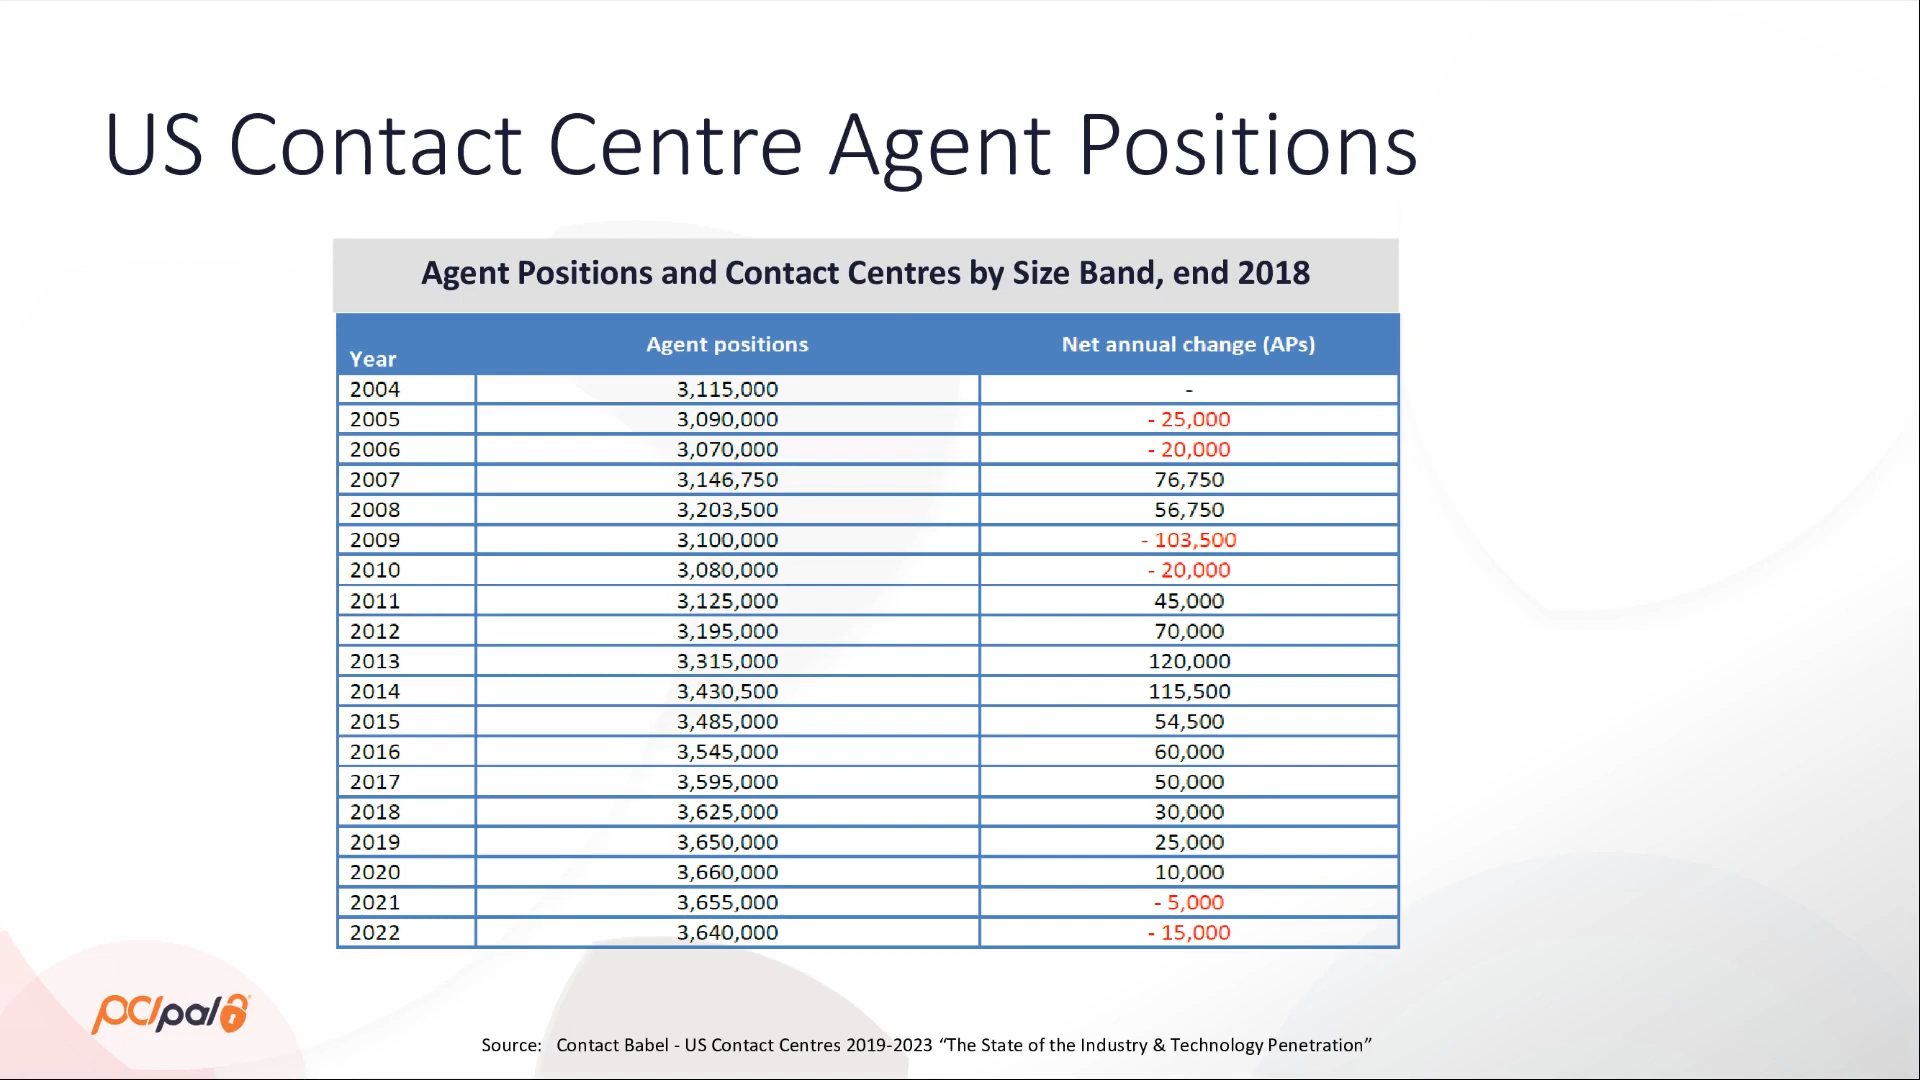 US Contact Centre Agent Positions
Agent Positions and Contact Centres by Size Band, end 2018
Year Agent positions Net annual change (APs)
2004 3,115,000 -
2005 3,090,000 - 25,000
2006 3,070,000 - 20,000
2007 3,146,750 76,750
2008 3,203,500 56,750
2009 3,100,000 - 103,500
2010 3,080,000 - 20,000
2011 3,125,000 45,000
2012 3,195,000 70,000
2013 3,315,000 120,000
2014 3,430,500 115,500
2015 3,485,000 54,500
2016 3,545,000 60,000
2017 3,595,000 50,000
2018 3,625,000 30,000
2019 3,650,000 25,000
2020 3,660,000 10,000
2021 3,655,000 - 5,000
2022 3,640,000 - 15,000
pcipal
Source: Contact Babel - US Contact Centres 2019-2023 “The State of the Industry & Technology Penetration”